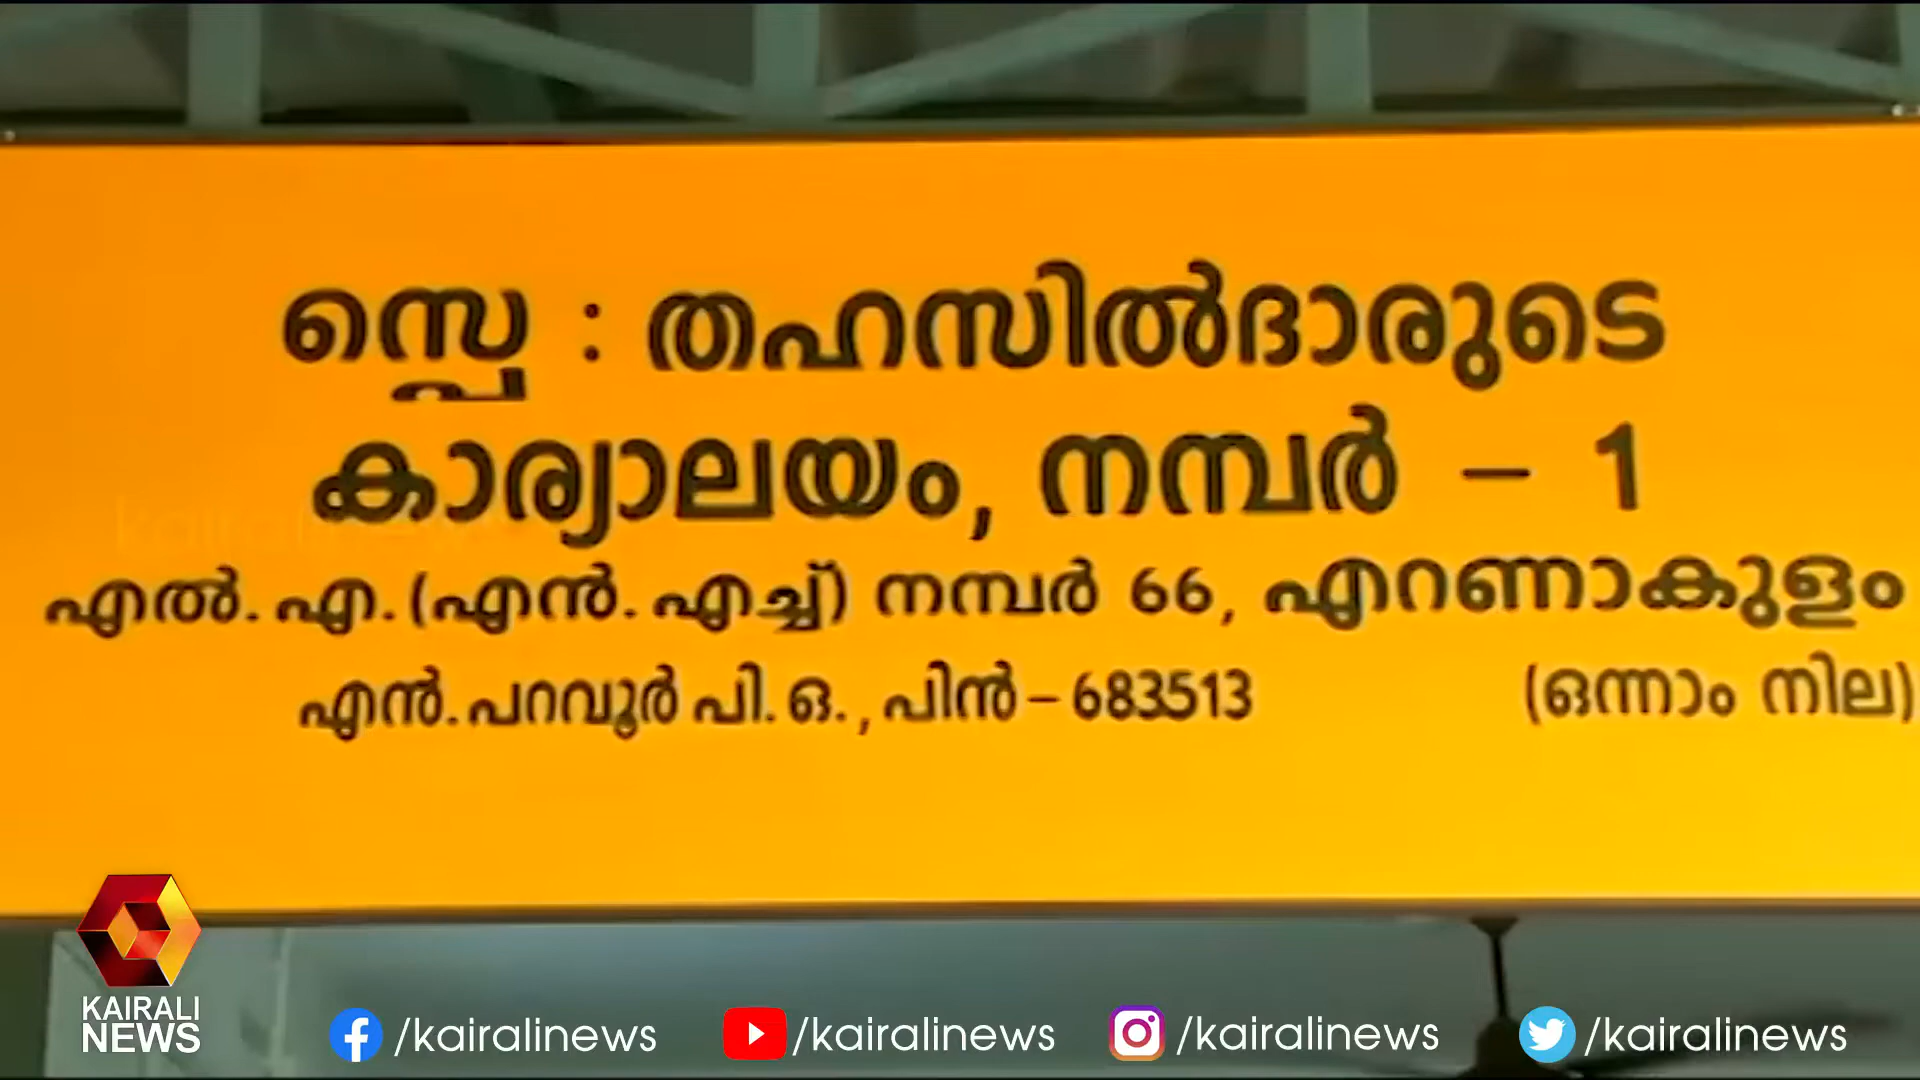 സ്പെ : തഹസിൽദാരുടെ
കാര്യാലയം, നമ്പർ - 1
എൽ.എ.(എൻ.എച്ച്) നമ്പർ 66, എറണാകുളം
എൻ.പറവൂർ പി.ഒ., പിൻ-683513 (ഒന്നാം നില)
kairalinews
KAIRALI
NEWS
/kairalinews /kairalinews /kairalinews /kairalinews